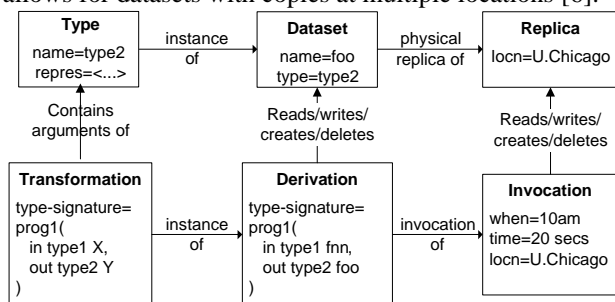 allows for datasets with copies at multiple locations [6].
Type
name=type2
repres=<...>
instance
of
Dataset
name=foo
type=type2
physical
replica of
Replica
locn=U.Chicago
Contains
arguments of
Reads/writes/
creates/deletes
Reads/writes/
creates/deletes
Transformation
type-signature=
prog1(
in type1 X,
out type2 Y
)
instance
of
Derivation
type-signature=
prog1(
in type1 fnn,
out type2 foo
)
invocation
of
Invocation
when=10am
time=20 secs
locn=U.Chicago